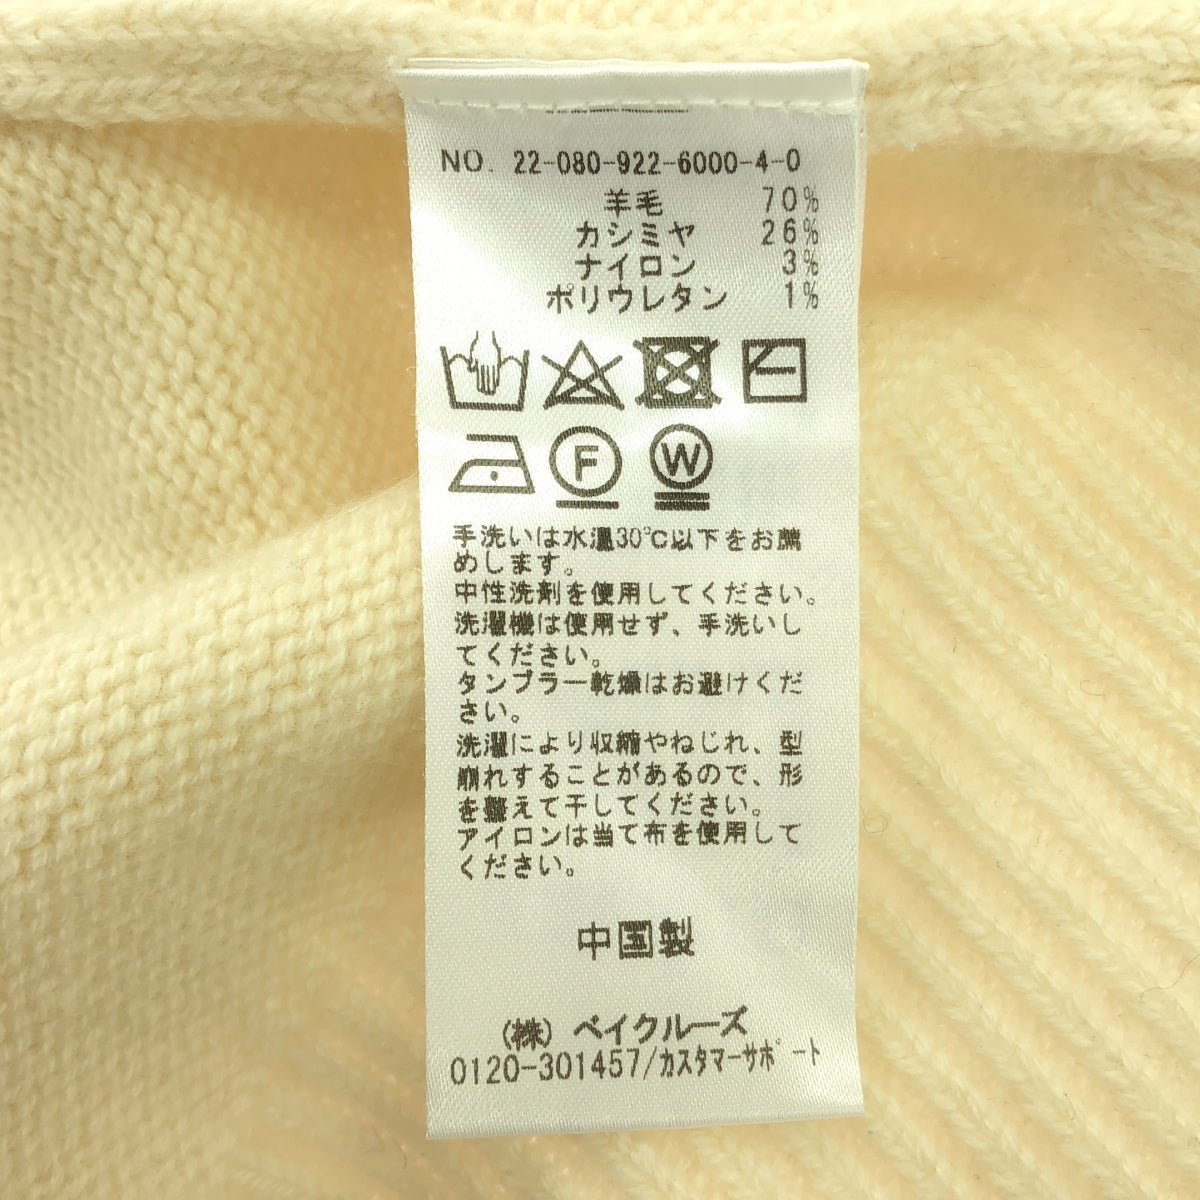 NO. 22-080-922-6000-4-0
羊毛 70%
カシミヤ 26%
ナイロン 3%
ポリウレタン 1%
F W
手洗いは水温30℃以下をお薦
めします。
中性洗剤を使用してください。
洗濯機は使用せず、手洗いし
てください。
タンブラー乾燥はお避けくだ
さい。
洗濯により収縮やねじれ、型
崩れすることがあるので、形
を整えて干してください。
アイロンは当て布を使用して
ください。
中国製
(株) ベイクルーズ
0120-301457/カスタマーサポート